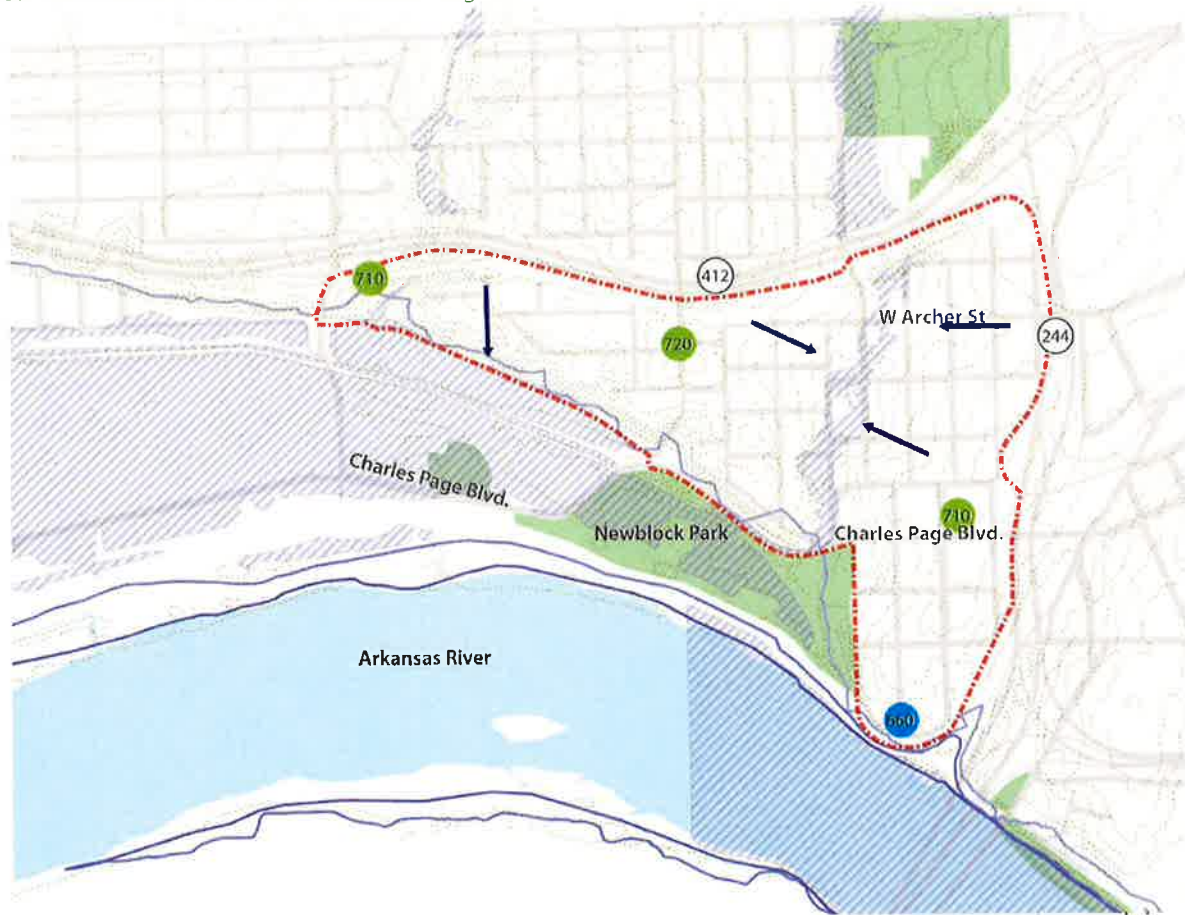 710
412
720
W Archer St
244
Charles Page Blvd.
710
Newblock Park
Charles Page Blvd.
Arkansas River
660